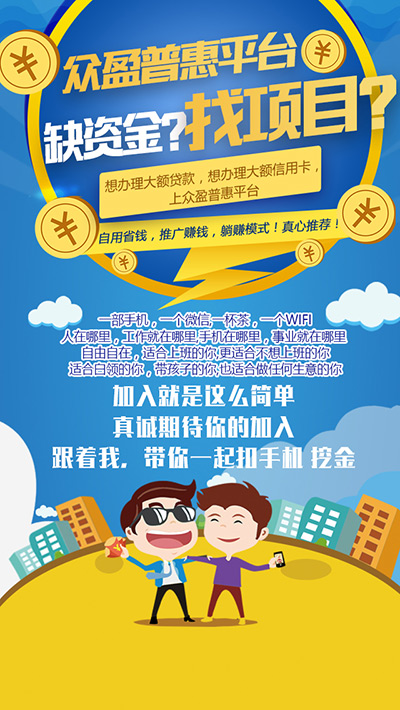 众盈普惠平台
缺资金?找项目?
想办理大额贷款，想办理大额信用卡，
上众盈普惠平台
自用省钱，推广赚钱，躺赚模式！真心推荐！
一部手机，一个微信,一杯茶，一个WIFI
人在哪里，工作就在哪里,手机在哪里，事业就在哪里
自由自在，适合上班的你,更适合不想上班的你
适合白领的你，带孩子的你,也适合做任何生意的你
加入就是这么简单
真诚期待你的加入
跟着我，带你一起扣手机 挖金